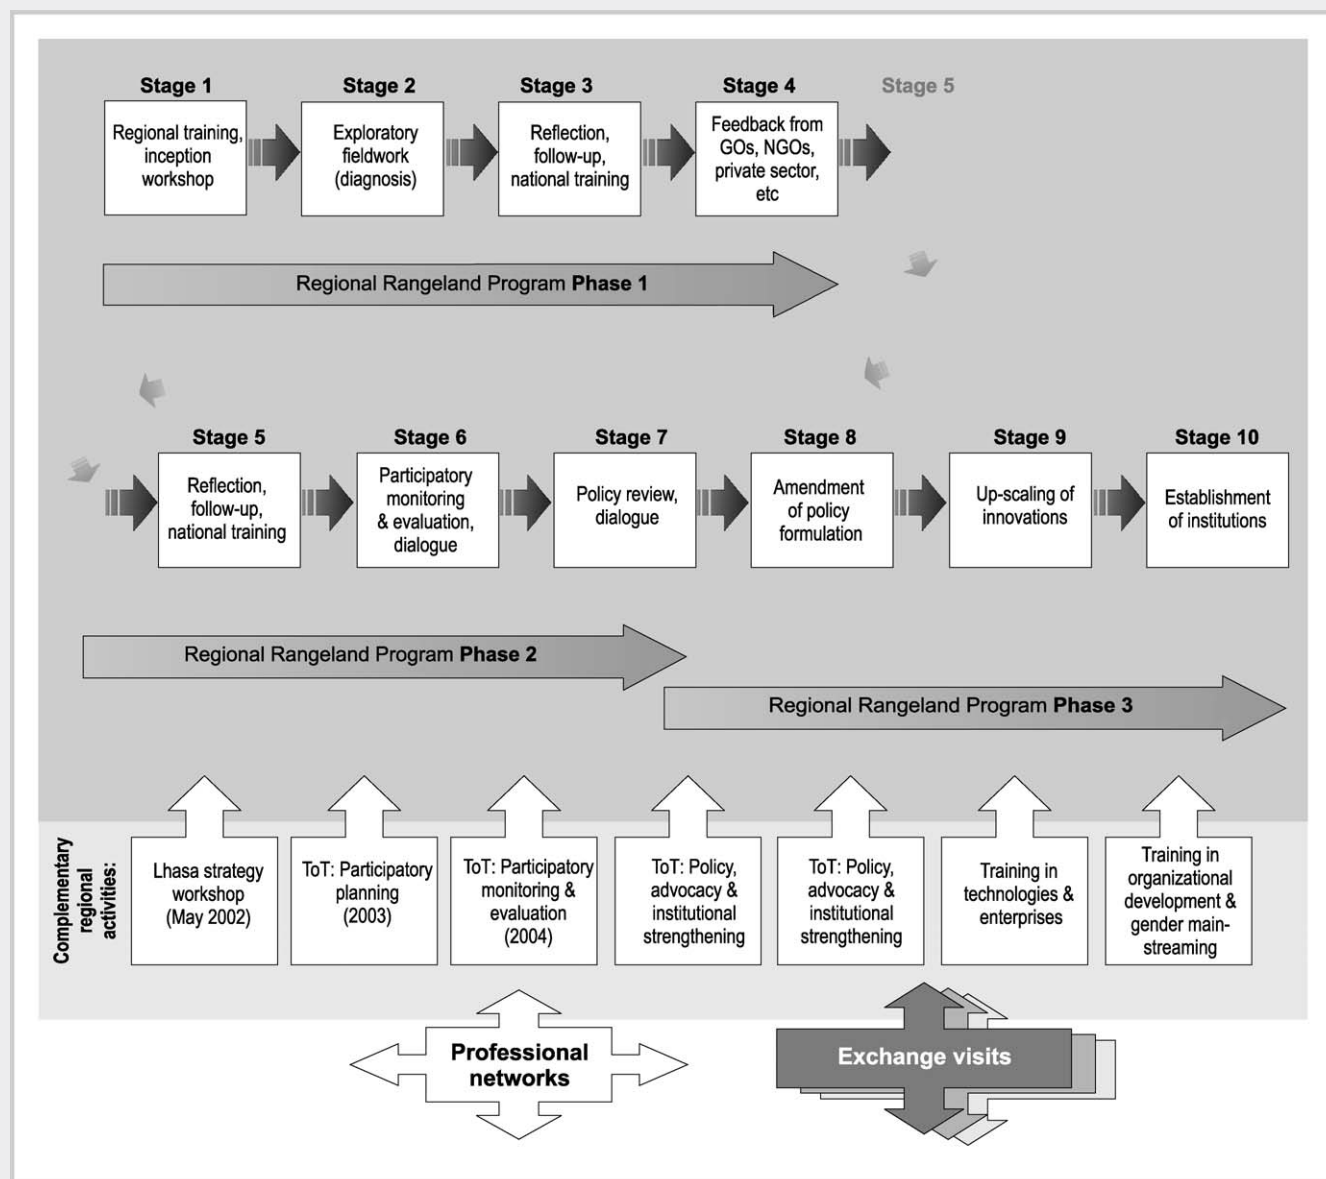 Stage 1
Stage 2
Stage 3
Stage 4
Stage 5
Regional training,
inception
workshop
Exploratory
fieldwork
(diagnosis)
Reflection,
follow-up,
national training
Feedback from
GOs, NGOs,
private sector,
etc
Regional Rangeland Program Phase 1
Stage 5
Stage 6
Stage 7
Stage 8
Stage 9
Stage 10
Reflection,
follow-up,
national training
Participatory
monitoring
& evaluation,
dialogue
Policy review,
dialogue
Amendment
of policy
formulation
Up-scaling of
innovations
Establishment
of institutions
Regional Rangeland Program Phase 2
Regional Rangeland Program Phase 3
Complementary
regional
activities:
Lhasa strategy
workshop
(May 2002)
ToT: Participatory
planning
(2003)
ToT: Participatory
monitoring &
evaluation
(2004)
ToT: Policy,
advocacy &
institutional
strengthening
ToT: Policy,
advocacy &
institutional
strengthening
Training in
technologies &
enterprises
Training in
organizational
development &
gender main-
streaming
Professional
networks
Exchange visits